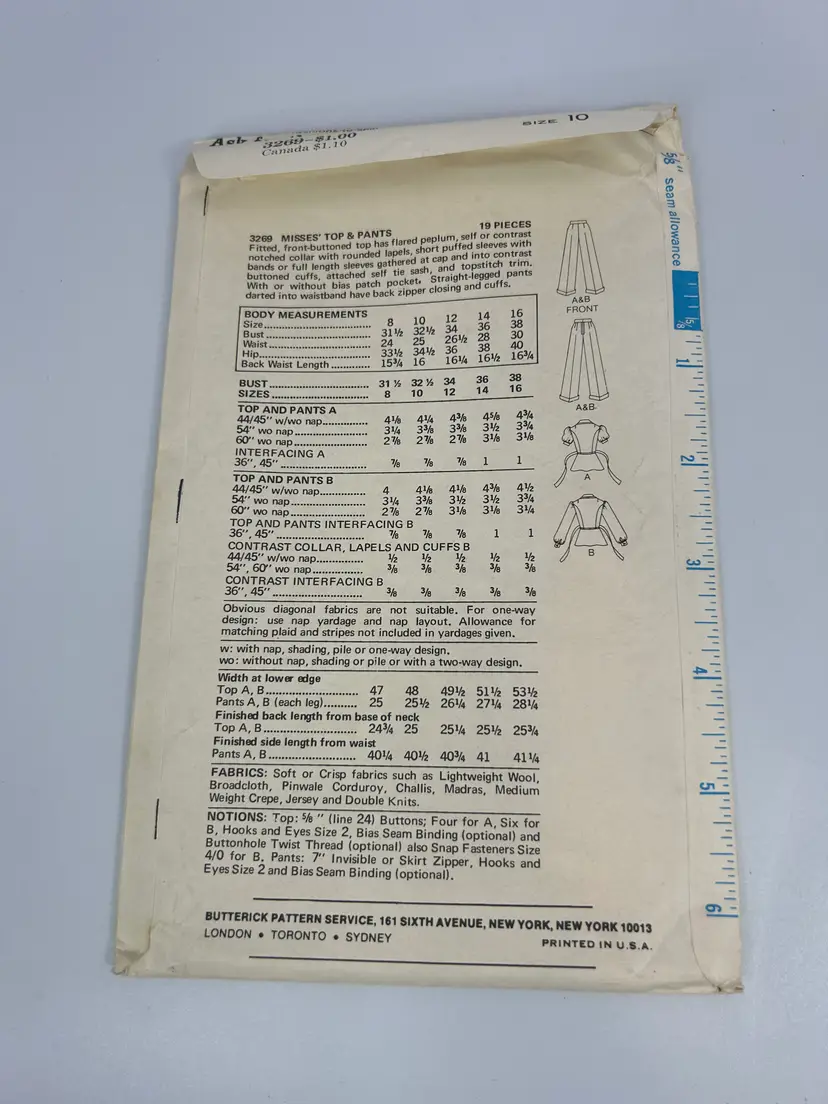 3269—$1.00
Canada $1.10
SIZE 10
5/8" seam allowance
5/8
1
2
3
4
5
6
3269 MISSES' TOP & PANTS 19 PIECES
Fitted, front-buttoned top has flared peplum, self or contrast
notched collar with rounded lapels, short puffed sleeves with
bands or full length sleeves gathered at cap and into contrast
buttoned cuffs, attached self tie sash, and topstitch trim.
With or without bias patch pocket. Straight-legged pants
darted into waistband have back zipper closing and cuffs.
A&B
FRONT
A&B
A
B
BODY MEASUREMENTS
Size 8 10 12 14 16
Bust 31½ 32½ 34 36 38
Waist 24 25 26½ 28 30
Hip 33½ 34½ 36 38 40
Back Waist Length 15¾ 16 16¼ 16½ 16¾
BUST 31 ½ 32 ½ 34 36 38
SIZES 8 10 12 14 16
TOP AND PANTS A
44/45" w/wo nap 4⅛ 4¼ 4⅜ 4⅝ 4¾
54" wo nap 3¼ 3⅜ 3⅜ 3½ 3¾
60" wo nap 2⅞ 2⅞ 2⅞ 3⅛ 3⅛
INTERFACING A
36", 45" ⅞ ⅞ ⅞ 1 1
TOP AND PANTS B
44/45" w/wo nap 4 4⅛ 4⅛ 4⅜ 4½
54" wo nap 3¼ 3⅜ 3½ 3½ 3¾
60" wo nap 2⅞ 2⅞ 3⅛ 3⅛ 3¼
TOP AND PANTS INTERFACING B
36", 45" ⅞ ⅞ ⅞ 1 1
CONTRAST COLLAR, LAPELS AND CUFFS B
44/45" w/wo nap ½ ½ ½ ½ ½
54", 60" wo nap ⅜ ⅜ ⅜ ⅜ ⅜
CONTRAST INTERFACING B
36", 45" ⅜ ⅜ ⅜ ⅜ ⅜
Obvious diagonal fabrics are not suitable. For one-way
design: use nap yardage and nap layout. Allowance for
matching plaid and stripes not included in yardages given.
w: with nap, shading, pile or one-way design.
wo: without nap, shading or pile or with a two-way design.
Width at lower edge
Top A, B 47 48 49½ 51½ 53½
Pants A, B (each leg) 25 25½ 26¼ 27¼ 28¼
Finished back length from base of neck
Top A, B 24¾ 25 25¼ 25½ 25¾
Finished side length from waist
Pants A, B 40¼ 40½ 40¾ 41 41¼
FABRICS: Soft or Crisp fabrics such as Lightweight Wool,
Broadcloth, Pinwale Corduroy, Challis, Madras, Medium
Weight Crepe, Jersey and Double Knits.
NOTIONS: Top: ⅝ " (line 24) Buttons; Four for A, Six for
B, Hooks and Eyes Size 2, Bias Seam Binding (optional) and
Buttonhole Twist Thread (optional) also Snap Fasteners Size
4/0 for B. Pants: 7" Invisible or Skirt Zipper, Hooks and
Eyes Size 2 and Bias Seam Binding (optional).
BUTTERICK PATTERN SERVICE, 161 SIXTH AVENUE, NEW YORK, NEW YORK 10013
LONDON • TORONTO • SYDNEY
PRINTED IN U.S.A.